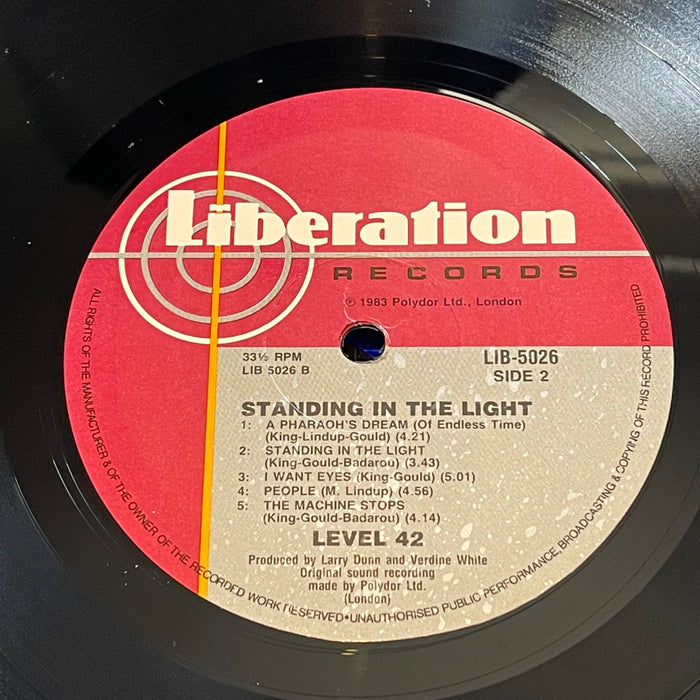 Liberation
RECORDS
℗ 1983 Polydor Ltd., London
33⅓ RPM
LIB 5026 B
LIB-5026
SIDE 2
STANDING IN THE LIGHT
1: A PHARAOH'S DREAM (Of Endless Time)
(King-Lindup-Gould) (4.21)
2: STANDING IN THE LIGHT
(King-Gould-Badarou) (3.43)
3: I WANT EYES (King-Gould) (5.01)
4: PEOPLE (M. Lindup) (4.56)
5: THE MACHINE STOPS
(King-Gould-Badarou) (4.14)
LEVEL 42
Produced by Larry Dunn and Verdine White
Original sound recording
made by Polydor Ltd.
(London)
ALL RIGHTS OF THE MANUFACTURER & OF THE OWNER OF THE RECORDED WORK RESERVED•UNAUTHORISED PUBLIC PERFORMANCE, BROADCASTING & COPYING OF THIS RECORD PROHIBITED